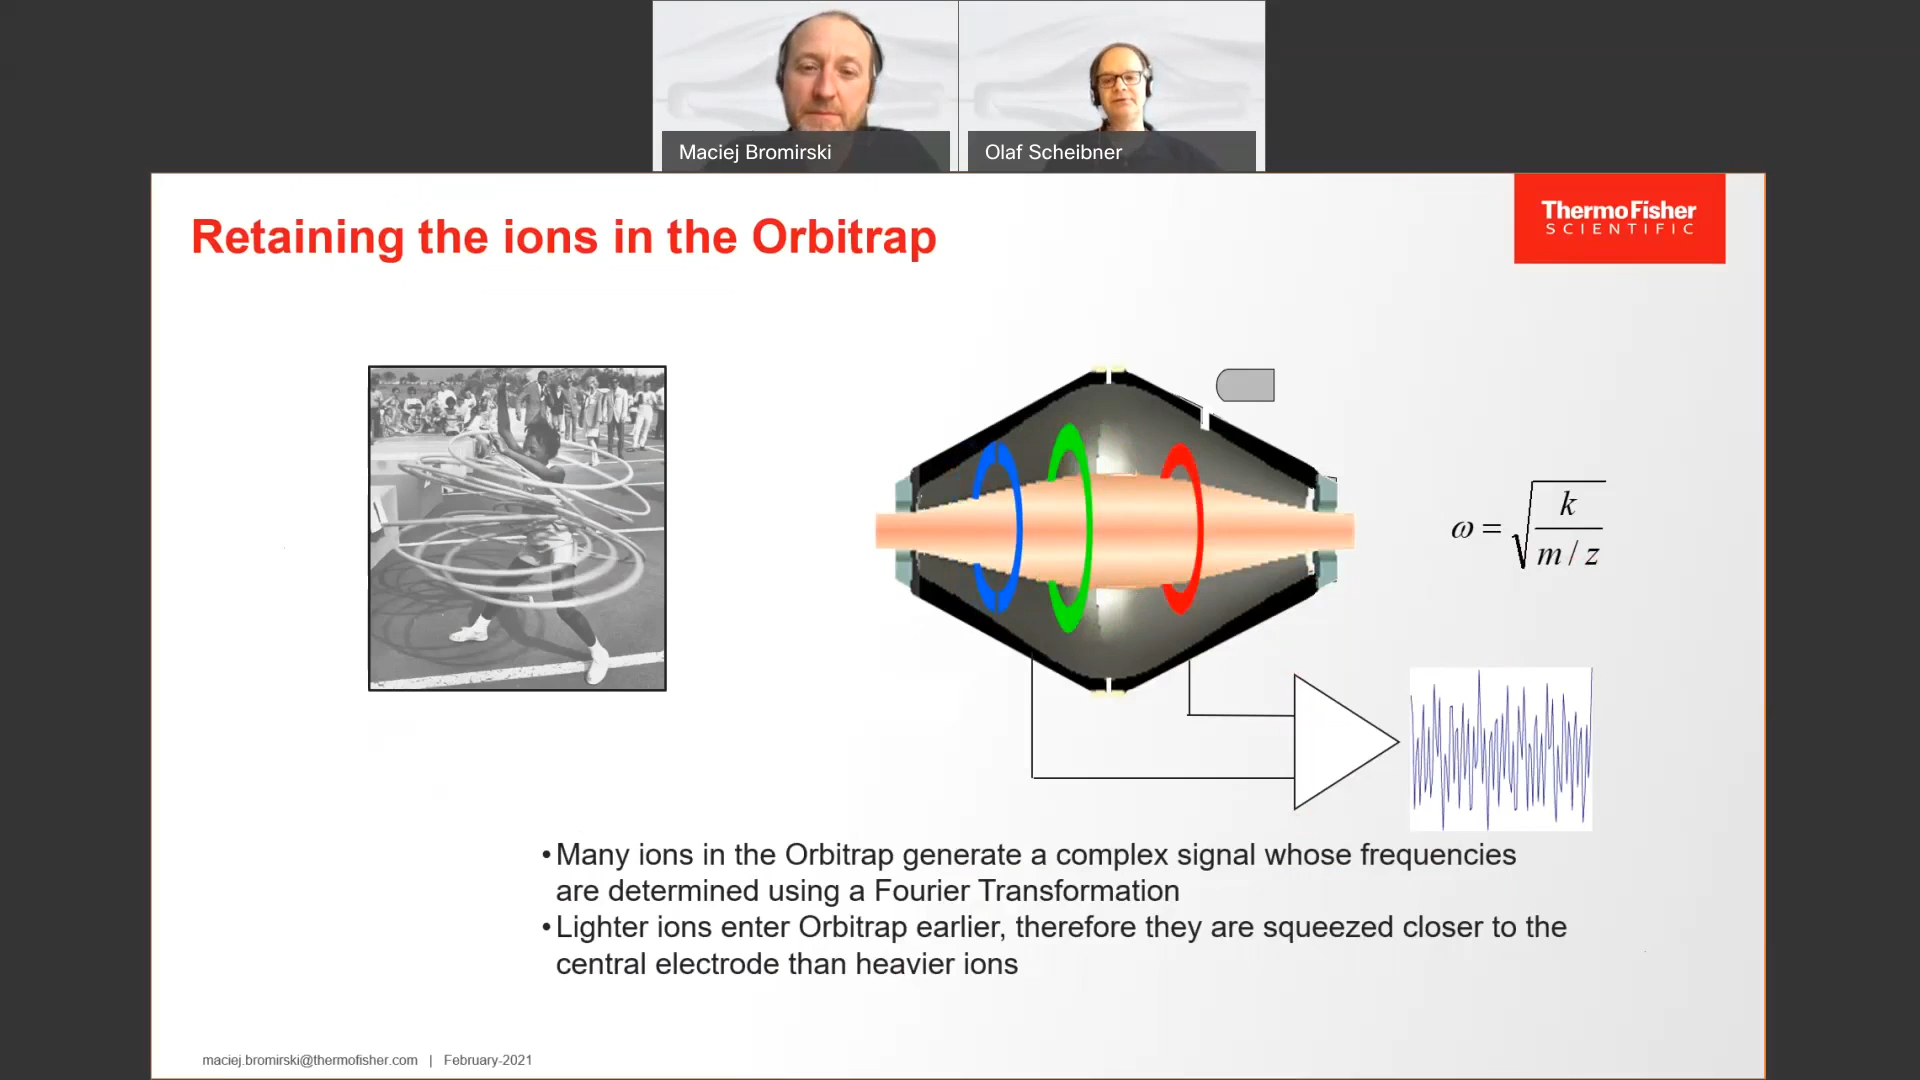 Maciej Bromirski
Olaf Scheibner
Retaining the ions in the Orbitrap
ThermoFisher
SCIENTIFIC
ω = √(k / (m / z))
• Many ions in the Orbitrap generate a complex signal whose frequencies
are determined using a Fourier Transformation
• Lighter ions enter Orbitrap earlier, therefore they are squeezed closer to the
central electrode than heavier ions
maciej.bromirski@thermofisher.com | February-2021